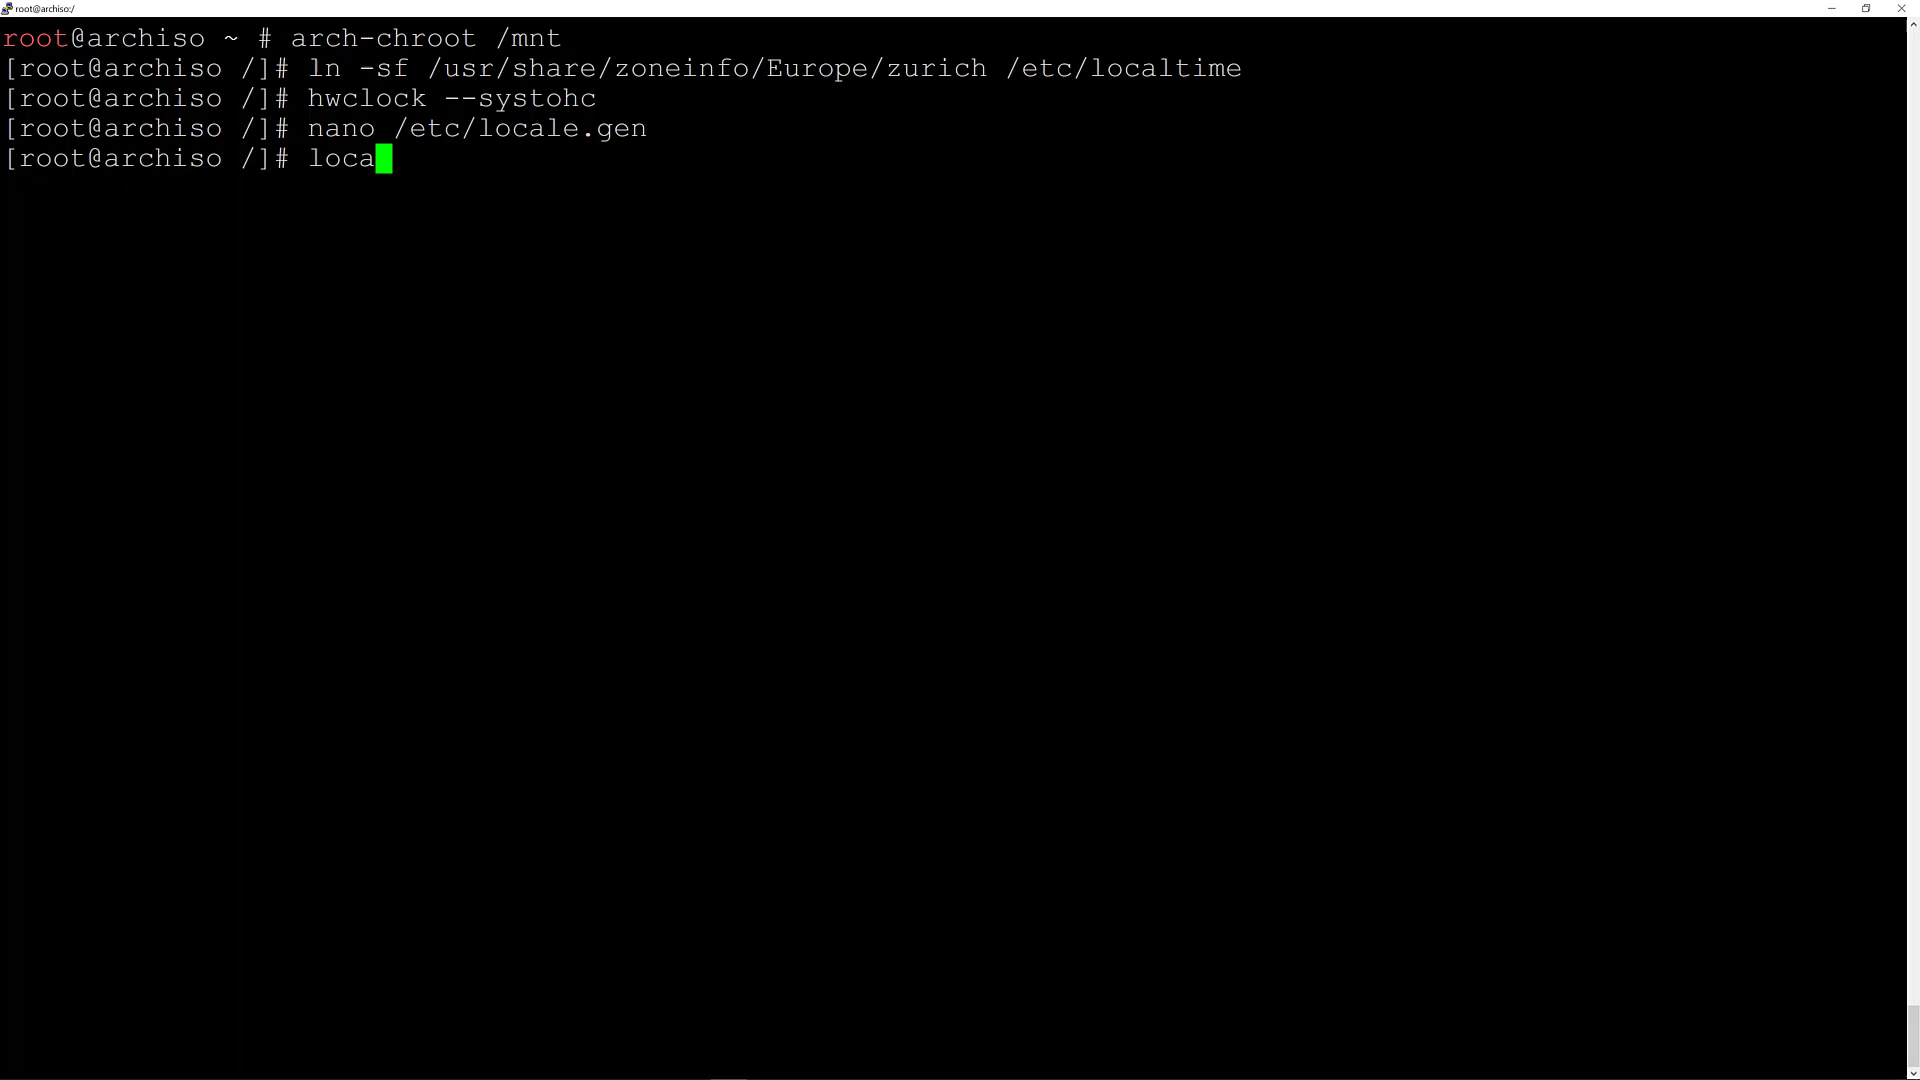 root@archiso:/
root@archiso ~ # arch-chroot /mnt
[root@archiso /]# ln -sf /usr/share/zoneinfo/Europe/zurich /etc/localtime
[root@archiso /]# hwclock --systohc
[root@archiso /]# nano /etc/locale.gen
[root@archiso /]# loca